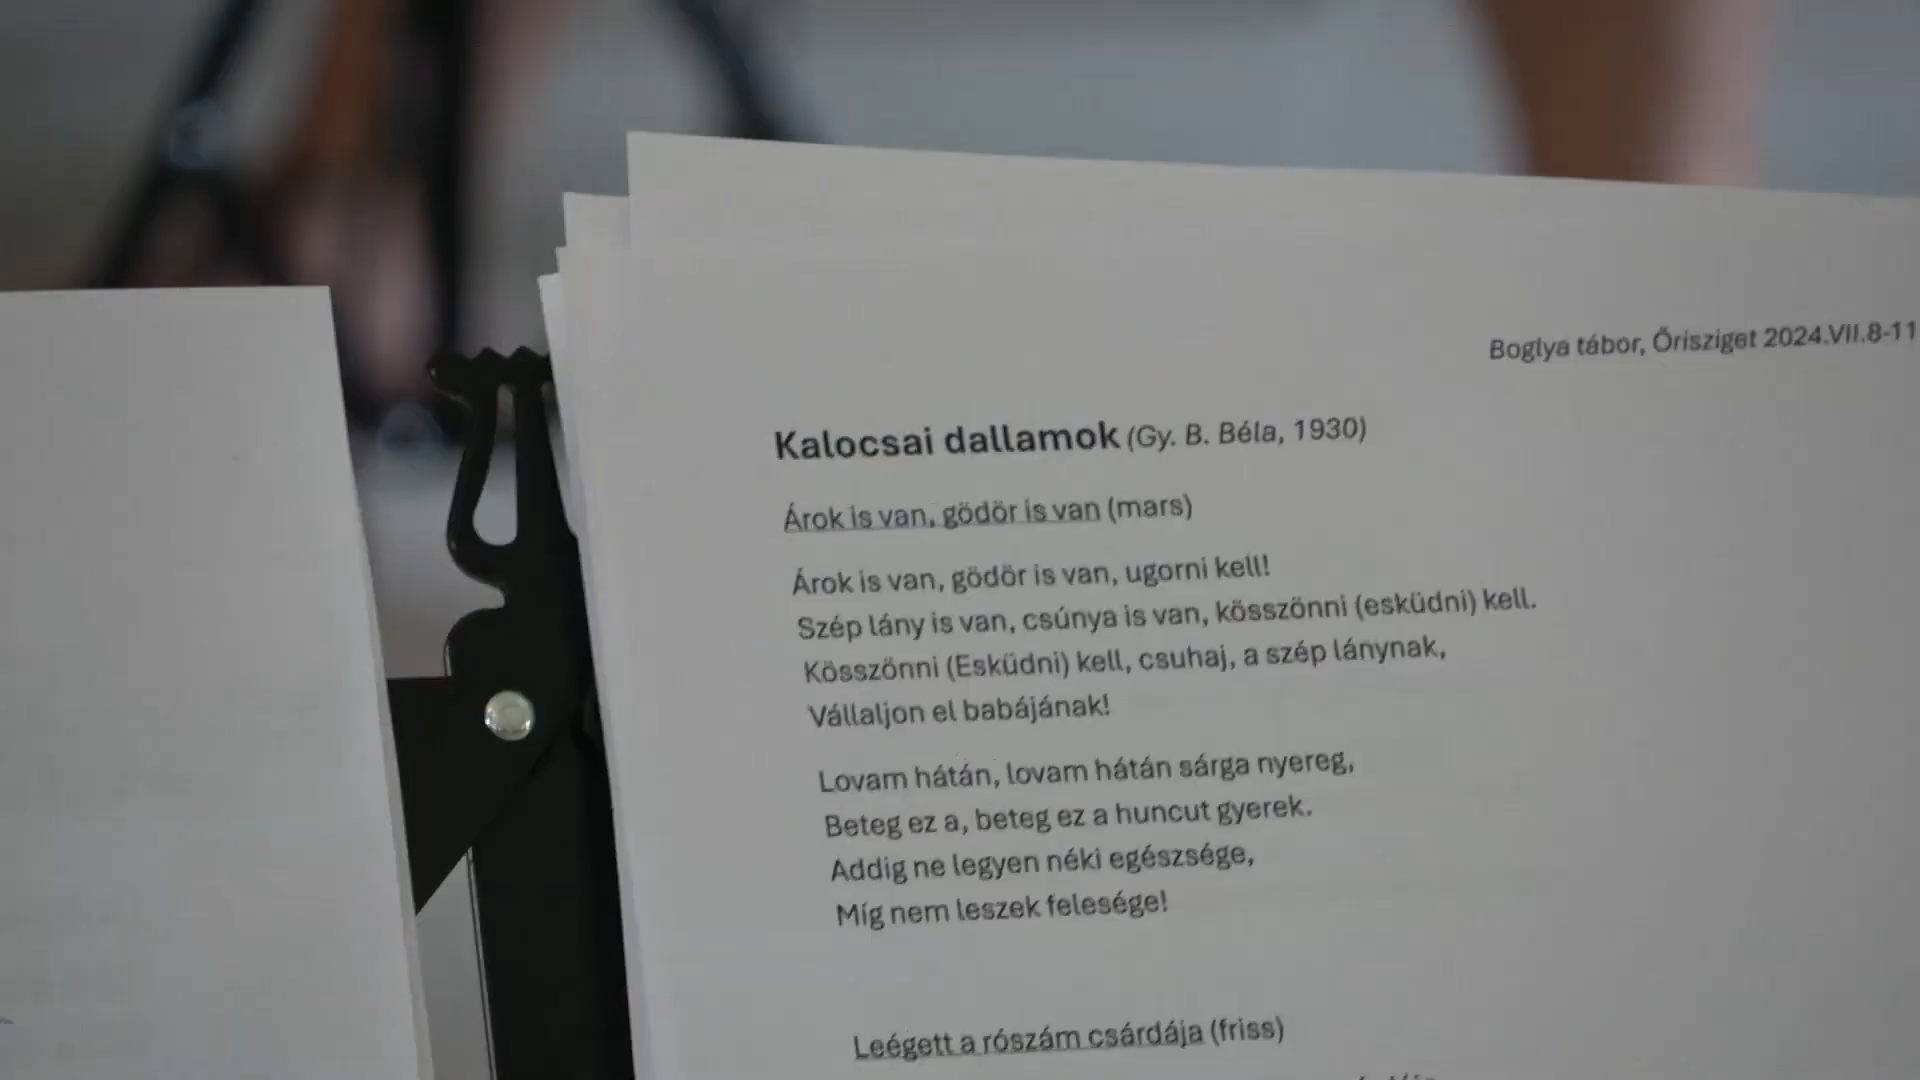 Boglya tábor, Őrisziget 2024.VII.8-11
Kalocsai dallamok (Gy. B. Béla, 1930)
Árok is van, gödör is van (mars)
Árok is van, gödör is van, ugorni kell!
Szép lány is van, csúnya is van, kösszönni (esküdni) kell.
Kösszönni (Esküdni) kell, csuhaj, a szép lánynak,
Vállaljon el babájának!
Lovam hátán, lovam hátán sárga nyereg,
Beteg ez a, beteg ez a huncut gyerek.
Addig ne legyen néki egészsége,
Míg nem leszek felesége!
Leégett a rószám csárdája (friss)